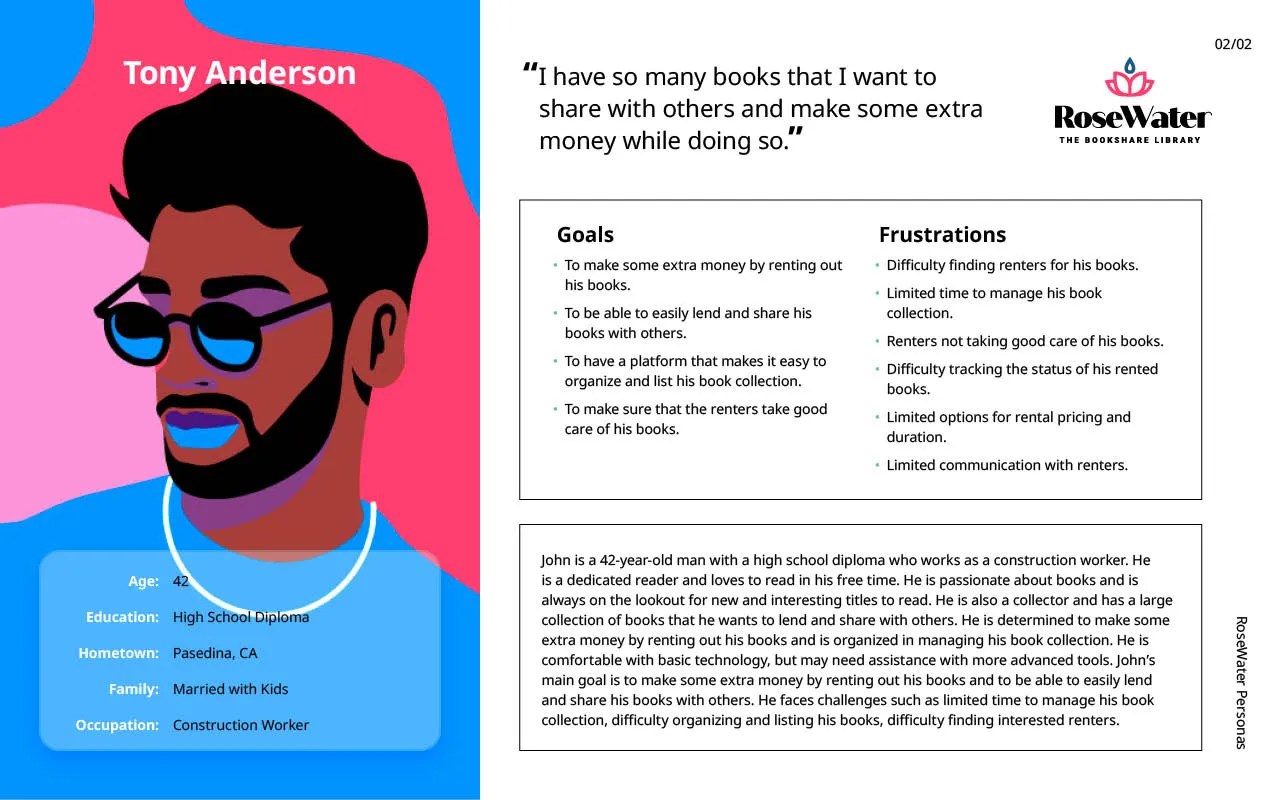 Tony Anderson
Age: 42
Education: High School Diploma
Hometown: Pasedina, CA
Family: Married with Kids
Occupation: Construction Worker
02/02
“I have so many books that I want to
share with others and make some extra
money while doing so.”
RoseWater
THE BOOKSHARE LIBRARY
Goals
• To make some extra money by renting out
his books.
• To be able to easily lend and share his
books with others.
• To have a platform that makes it easy to
organize and list his book collection.
• To make sure that the renters take good
care of his books.
Frustrations
• Difficulty finding renters for his books.
• Limited time to manage his book
collection.
• Renters not taking good care of his books.
• Difficulty tracking the status of his rented
books.
• Limited options for rental pricing and
duration.
• Limited communication with renters.
John is a 42-year-old man with a high school diploma who works as a construction worker. He
is a dedicated reader and loves to read in his free time. He is passionate about books and is
always on the lookout for new and interesting titles to read. He is also a collector and has a large
collection of books that he wants to lend and share with others. He is determined to make some
extra money by renting out his books and is organized in managing his book collection. He is
comfortable with basic technology, but may need assistance with more advanced tools. John’s
main goal is to make some extra money by renting out his books and to be able to easily lend
and share his books with others. He faces challenges such as limited time to manage his book
collection, difficulty organizing and listing his books, difficulty finding interested renters.
RoseWater Personas